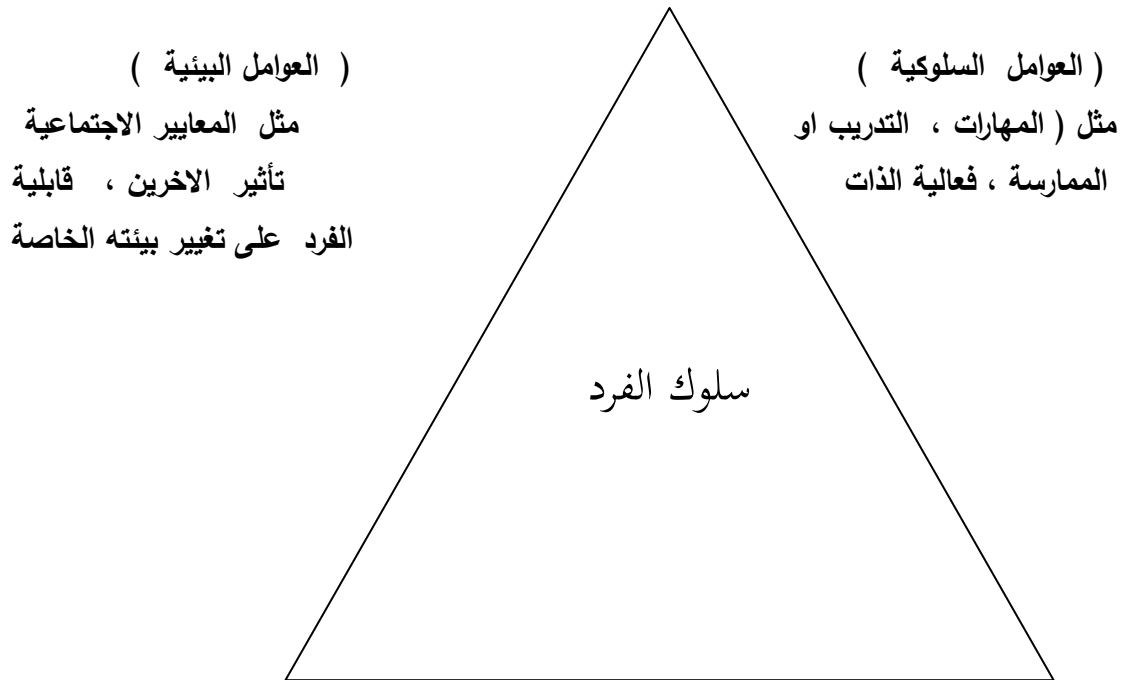 ( العوامل السلوكية )
مثل ( المهارات ، التدريب او
الممارسة ، فعالية الذات
( العوامل البيئية )
مثل المعايير الاجتماعية
تأثير الاخرين ، قابلية
الفرد على تغيير بيئته الخاصة
سلوك الفرد